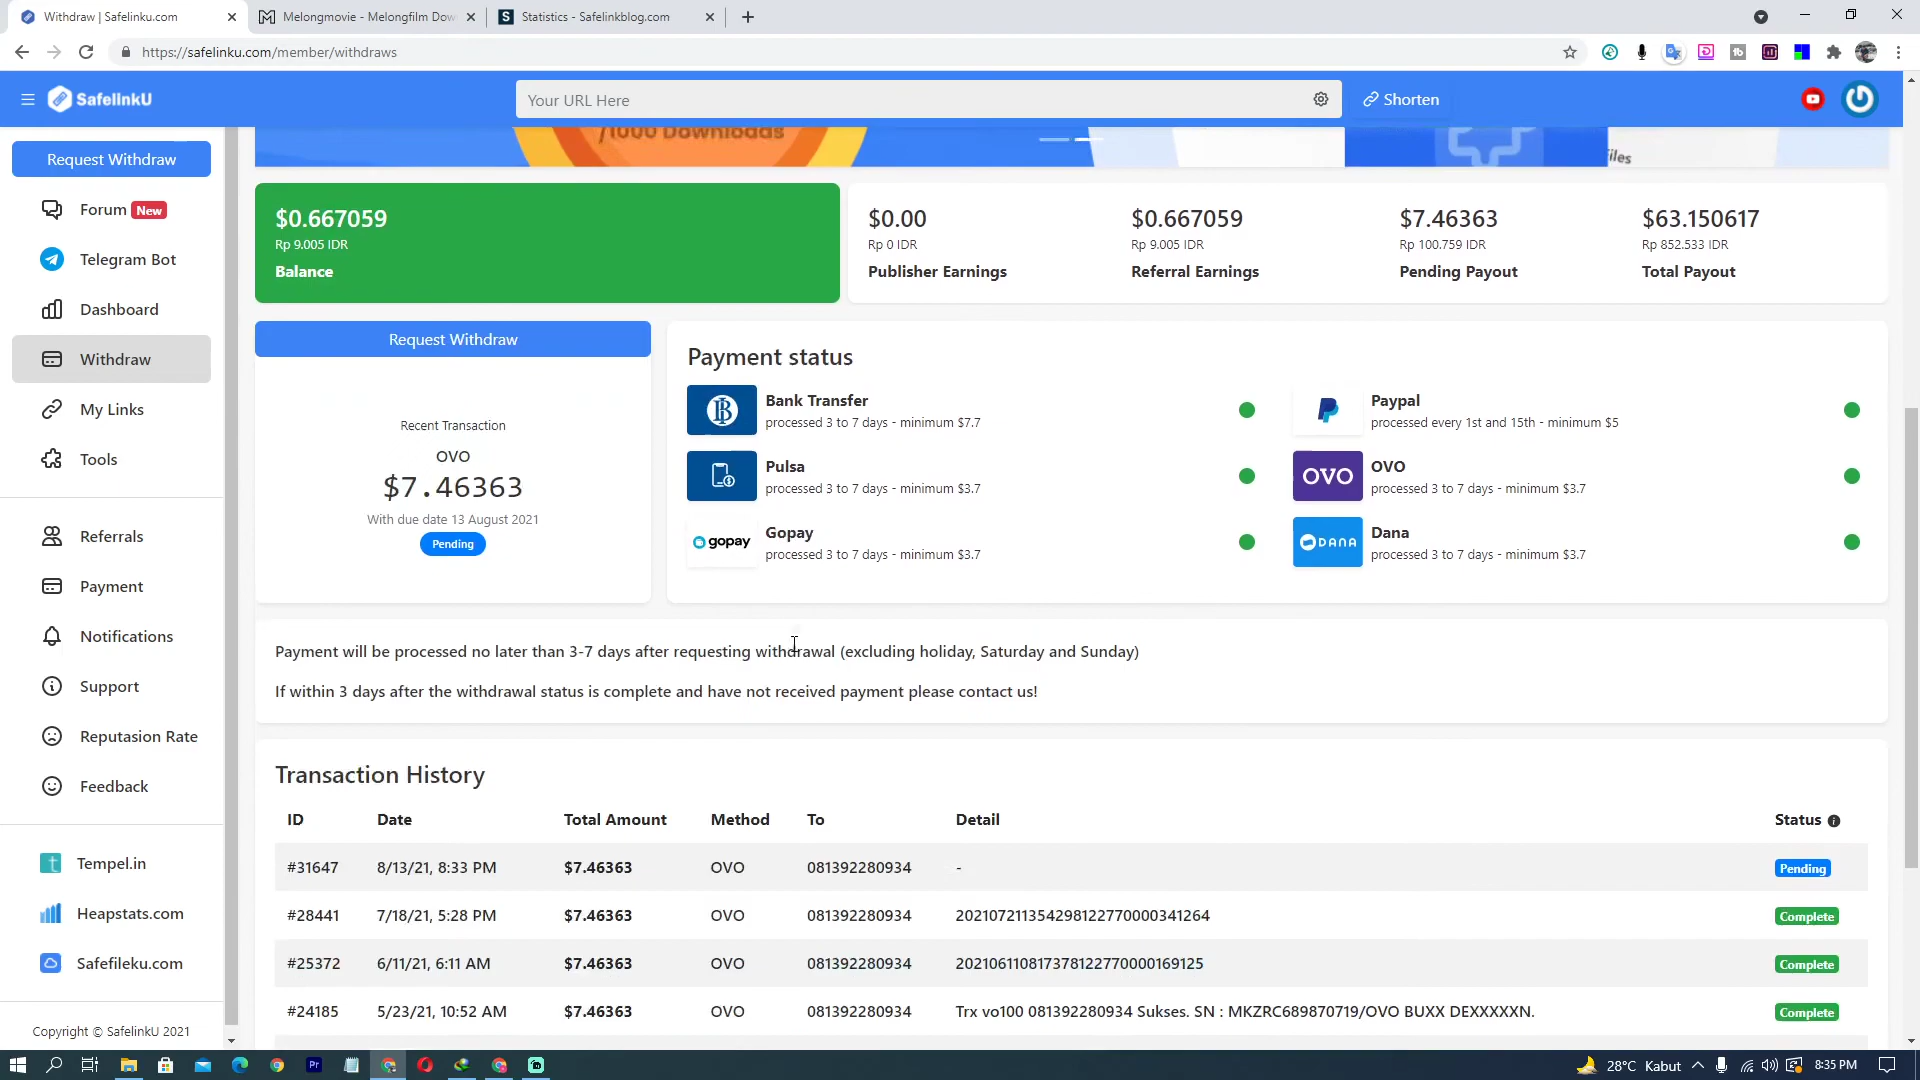 Withdraw | Safelinku.com
Melongmovie - Melongfilm Dow
Statistics - Safelinkblog.com
https://safelinku.com/member/withdraws
SafelinkU
Your URL Here
Shorten
/1000 Downloads
iles
Request Withdraw
Forum New
Telegram Bot
Dashboard
Withdraw
My Links
Tools
Referrals
Payment
Notifications
Support
Reputasion Rate
Feedback
Tempel.in
Heapstats.com
Safefileku.com
Copyright © SafelinkU 2021
$0.667059
Rp 9.005 IDR
Balance
$0.00
Rp 0 IDR
Publisher Earnings
$0.667059
Rp 9.005 IDR
Referral Earnings
$7.46363
Rp 100.759 IDR
Pending Payout
$63.150617
Rp 852.533 IDR
Total Payout
Request Withdraw
Recent Transaction
OVO
$7.46363
With due date 13 August 2021
Pending
Payment status
Bank Transfer
processed 3 to 7 days - minimum $7.7
Paypal
processed every 1st and 15th - minimum $5
Pulsa
processed 3 to 7 days - minimum $3.7
OVO
OVO
processed 3 to 7 days - minimum $3.7
gopay
Gopay
processed 3 to 7 days - minimum $3.7
DANA
Dana
processed 3 to 7 days - minimum $3.7
Payment will be processed no later than 3-7 days after requesting withdrawal (excluding holiday, Saturday and Sunday)
If within 3 days after the withdrawal status is complete and have not received payment please contact us!
Transaction History
ID Date Total Amount Method To Detail Status
#31647 8/13/21, 8:33 PM $7.46363 OVO 081392280934 - Pending
#28441 7/18/21, 5:28 PM $7.46363 OVO 081392280934 20210721135429812277000034​1264 Complete
#25372 6/11/21, 6:11 AM $7.46363 OVO 081392280934 202106110817378122770000169125 Complete
#24185 5/23/21, 10:52 AM $7.46363 OVO 081392280934 Trx vo100 081392280934 Sukses. SN : MKZRC689870719/OVO BUXX DEXXXXXN. Complete
28°C Kabut
8:35 PM